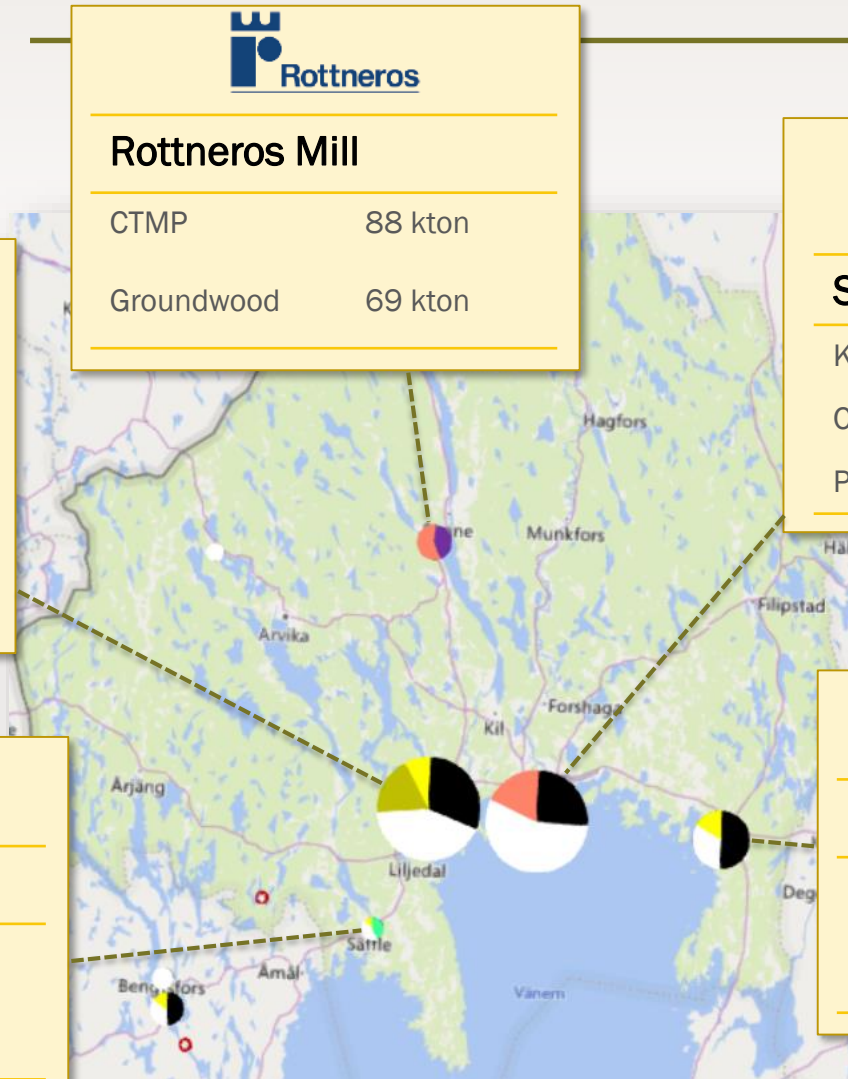 Rottneros
Rottneros Mill
CTMP 88 kton
Groundwood 69 kton
S
K
C
P
Hagfors
Munkfors
Filipstad
Arvika
Forshaga
Kil
Årjäng
Liljedal
Säffle
Åmål
Vänern